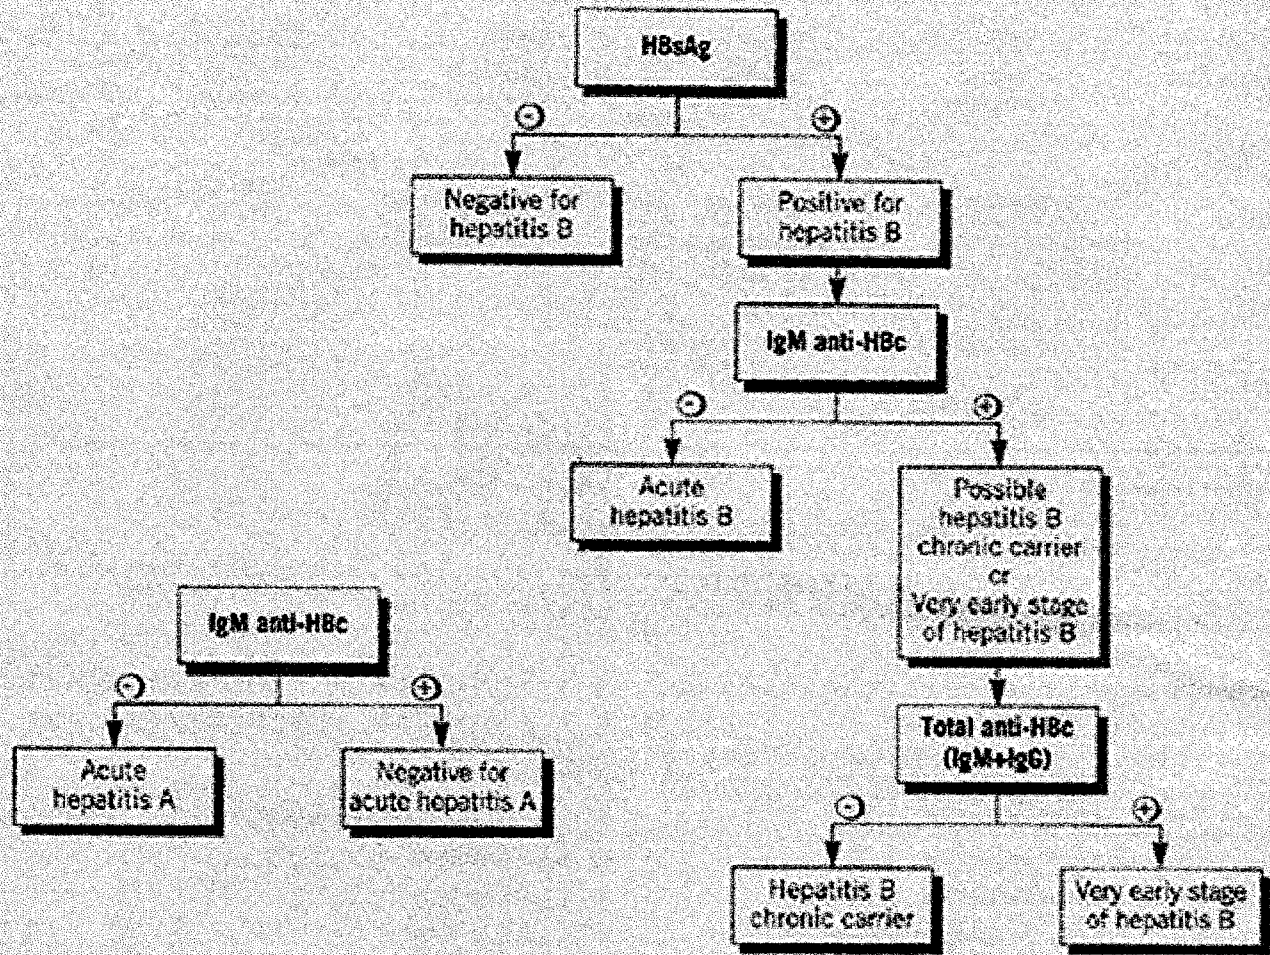 HBsAg
-
+
Negative for
hepatitis B
Positive for
hepatitis B
IgM anti-HBc
-
+
Acute
hepatitis B
Possible
hepatitis B
chronic carrier
or
Very early stage
of hepatitis B
IgM anti-HBc
-
+
Acute
hepatitis A
Negative for
acute hepatitis A
Total anti-HBc
(IgM+IgG)
-
+
Hepatitis B
chronic carrier
Very early stage
of hepatitis B